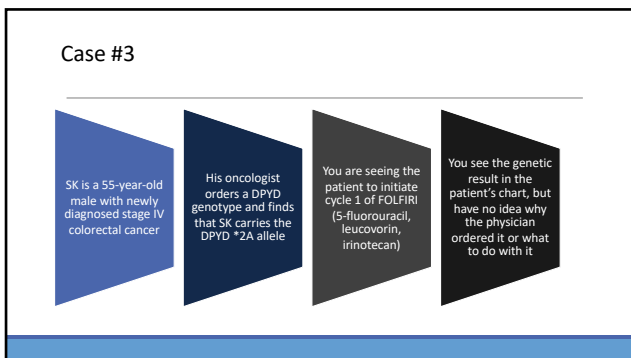 Case #3
SK is a 55-year-old
male with newly
diagnosed stage IV
colorectal cancer
His oncologist
orders a DPYD
genotype and finds
that SK carries the
DPYD *2A allele
You are seeing the
patient to initiate
cycle 1 of FOLFIRI
(5-fluorouracil,
leucovorin,
irinotecan)
You see the genetic
result in the
patient's chart, but
have no idea why
the physician
ordered it or what
to do with it